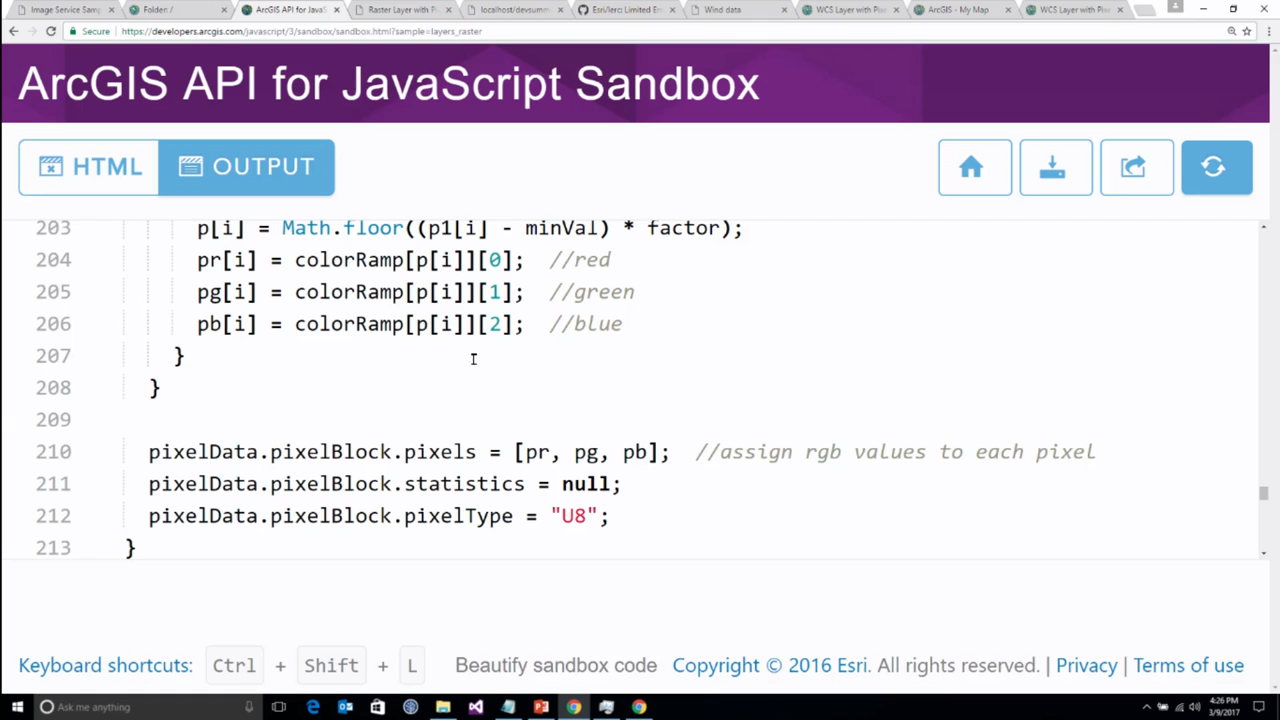 Image Service Samp
Folder: /
ArcGIS API for JavaS
Raster Layer with Pi
localhost/devsumm
Esri/lerc: Limited Er
Wind data
WCS Layer with Pixe
ArcGIS - My Map
WCS Layer with Pixe
Secure
https://developers.arcgis.com/javascript/3/sandbox/sandbox.html?sample=layers_raster
ArcGIS API for JavaScript Sandbox
HTML
OUTPUT
203 p[i] = Math.floor((p1[i] - minVal) * factor);
204 pr[i] = colorRamp[p[i]][0]; //red
205 pg[i] = colorRamp[p[i]][1]; //green
206 pb[i] = colorRamp[p[i]][2]; //blue
207 }
208 }
209
210 pixelData.pixelBlock.pixels = [pr, pg, pb]; //assign rgb values to each pixel
211 pixelData.pixelBlock.statistics = null;
212 pixelData.pixelBlock.pixelType = "U8";
213 }
Keyboard shortcuts: Ctrl + Shift + L Beautify sandbox code Copyright © 2016 Esri. All rights reserved. | Privacy | Terms of use
Ask me anything
4:26 PM
3/9/2017